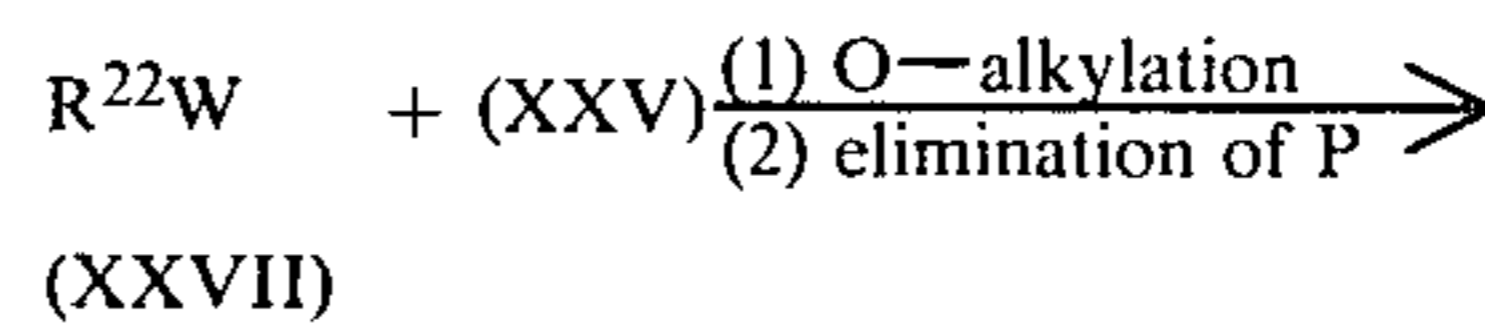 (1) O—alkylation
R²²W + (XXV)
(2) elimination of P
(XXVII)